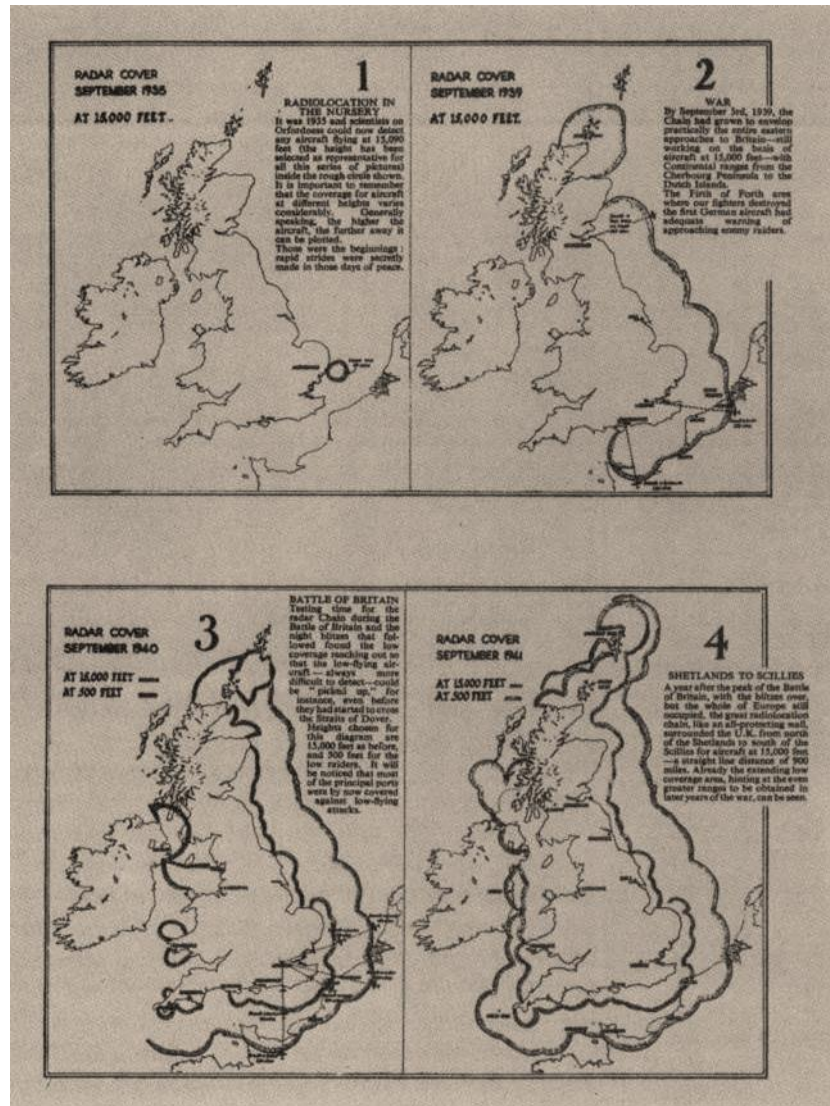 RADAR COVER
SEPTEMBER 1935
AT 15,000 FEET
1
RADIOLOCATION IN
THE NURSERY
It was 1935 and scientists on
Orfordness could now detect
any aircraft flying at 15,000
feet (the height has been
selected as representative for
all this series of pictures)
inside the rough circle shown.
It is important to remember
that the coverage for aircraft
at different heights varies
considerably. Generally
speaking, the higher the
aircraft, the further away it
can be plotted.
Those were the beginnings:
rapid strides were secretly
made in those days of peace.
RADAR COVER
SEPTEMBER 1939
AT 15,000 FEET.
2
WAR
By September 3rd, 1939, the
Chain had grown to envelop
practically the entire eastern
approaches to Britain—still
working on the basis of
aircraft at 15,000 feet—with
Continental ranges from the
Cherbourg Peninsula to the
Dutch Islands.
The Firth of Forth area
where our fighters destroyed
the first German aircraft had
adequate warning of
approaching enemy raiders.
RADAR COVER
SEPTEMBER 1940
AT 15,000 FEET
AT 500 FEET
3
BATTLE OF BRITAIN
Testing time for the
radar Chain during the
Battle of Britain and the
night blitzes that fol-
lowed found the low
coverage reaching out so
that the low-flying air-
craft — always more
difficult to detect—could
be "picked up," for
instance, even before
they had started to cross
the Straits of Dover.
Heights chosen for
this diagram are
15,000 feet as before,
and 500 feet for the
low raiders. It will
be noticed that most
of the principal ports
were by now covered
against low-flying
attacks.
RADAR COVER
SEPTEMBER 1941
AT 15,000 FEET
AT 500 FEET
4
SHETLANDS TO SCILLIES
A year after the peak of the Battle
of Britain, with the blitzes over,
but the whole of Europe still
occupied, the great radiolocation
chain, like an all-protecting wall,
surrounded the U.K. from north
of the Shetlands to south of the
Scillies for aircraft at 15,000 feet
—a straight line distance of 900
miles. Already the extending low
coverage area, hinting at the even
greater ranges to be obtained in
later years of the war, can be seen.